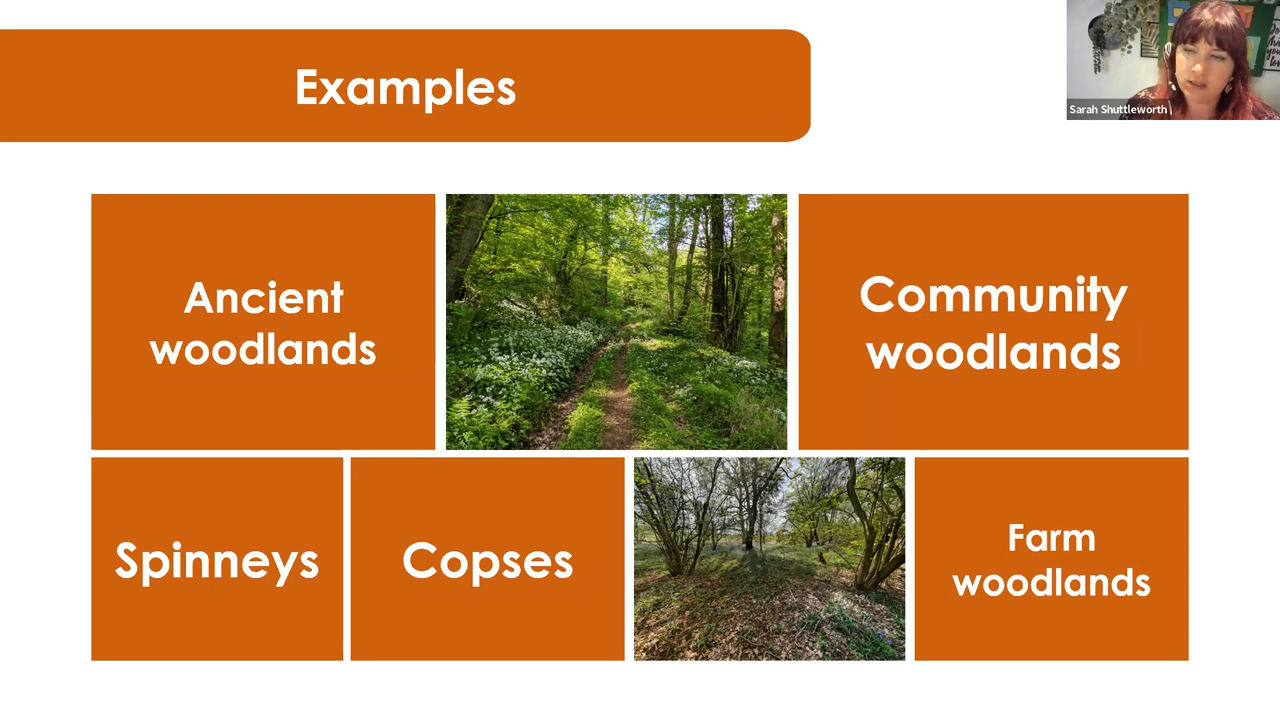 Examples
Sarah Shuttleworth
Ancient
woodlands
Community
woodlands
Spinneys
Copses
Farm
woodlands